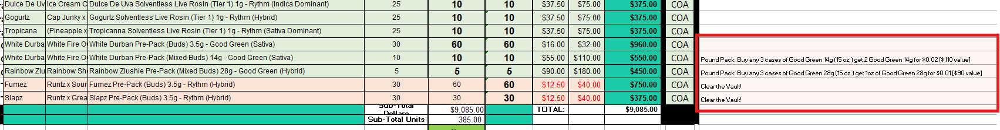 Dulce De Uv Ice Cream C Dulce De Uva Solventless Live Rosin (Tier 1) 1g - Rythm (Indica Dominant) 25 10 10 $37.50 $75.00 $375.00 COA
Gogurtz Cap Junky x Gogurtz Solventless Live Rosin (Tier 1) 1g - Rythm (Hybrid) 25 10 10 $37.50 $75.00 $375.00 COA
Tropicana (Pineapple x Tropicanna Solventless Live Rosin (Tier 1) 1g - Rythm (Sativa Dominant) 25 10 10 $37.50 $75.00 $375.00 COA
White Durba White Fire O White Durban Pre-Pack (Buds) 3.5g - Good Green (Sativa) 30 60 60 $16.00 $32.00 $960.00 COA
White Durba White Fire O White Durban Pre-Pack (Mixed Buds) 14g - Good Green (Sativa) 10 10 10 $55.00 $110.00 $550.00 COA Pound Pack: Buy any 3 cases of Good Green 14g (15 oz.) get 2 Good Green 14g for $0.02 [$110 value]
Rainbow Zlu Rainbow Sh Rainbow Zlushie Pre-Pack (Mixed Buds) 28g - Good Green (Hybrid) 5 5 5 $90.00 $180.00 $450.00 COA Pound Pack: Buy any 3 cases of Good Green 28g (15 oz.) get 1oz of Good Green 28g for $0.01 [$90 value]
Fumez Runtz x Sour Fumez Pre-Pack (Buds) 3.5g - Rythm (Hybrid) 30 60 60 $12.50 $40.00 $750.00 COA Clear the Vault!
Slapz Runtz x Grea Slapz Pre-Pack (Buds) 3.5g - Rythm (Hybrid) 30 30 30 $12.50 $40.00 $375.00 COA Clear the Vault!
Sub-Total Dollars $9,085.00 TOTAL: $9,085.00
Sub-Total Units 385.00